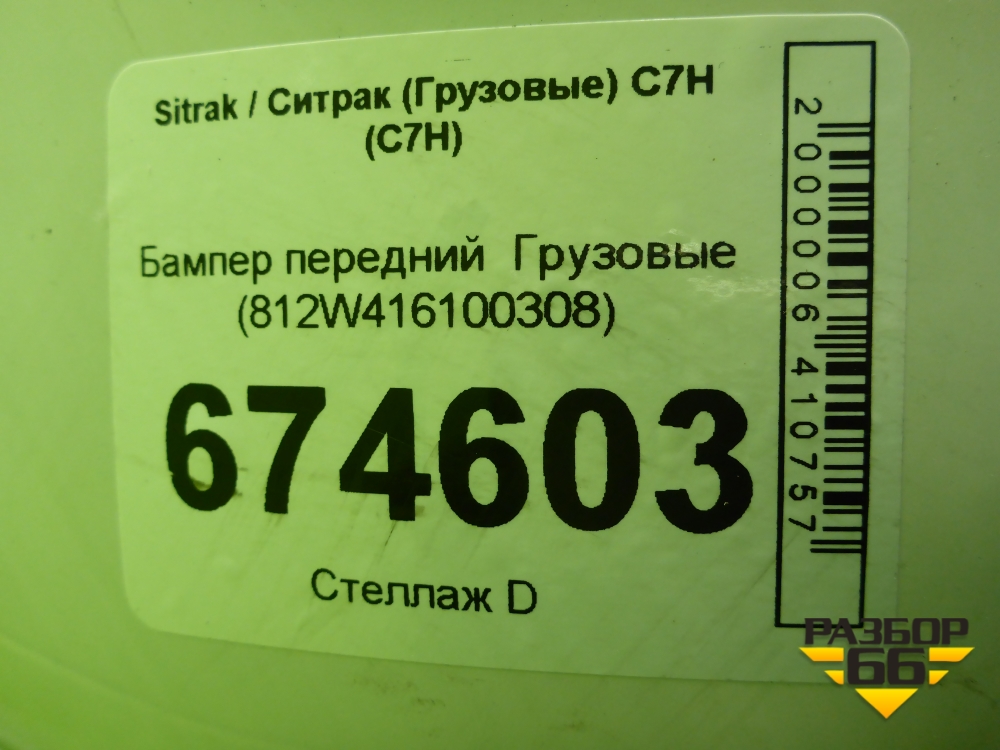 Sitrak / Ситрак (Грузовые) C7H
(C7H)
Бампер передний Грузовые
(812W416100308)
674603
Стеллаж D
2000006410757
РАЗБОР
66